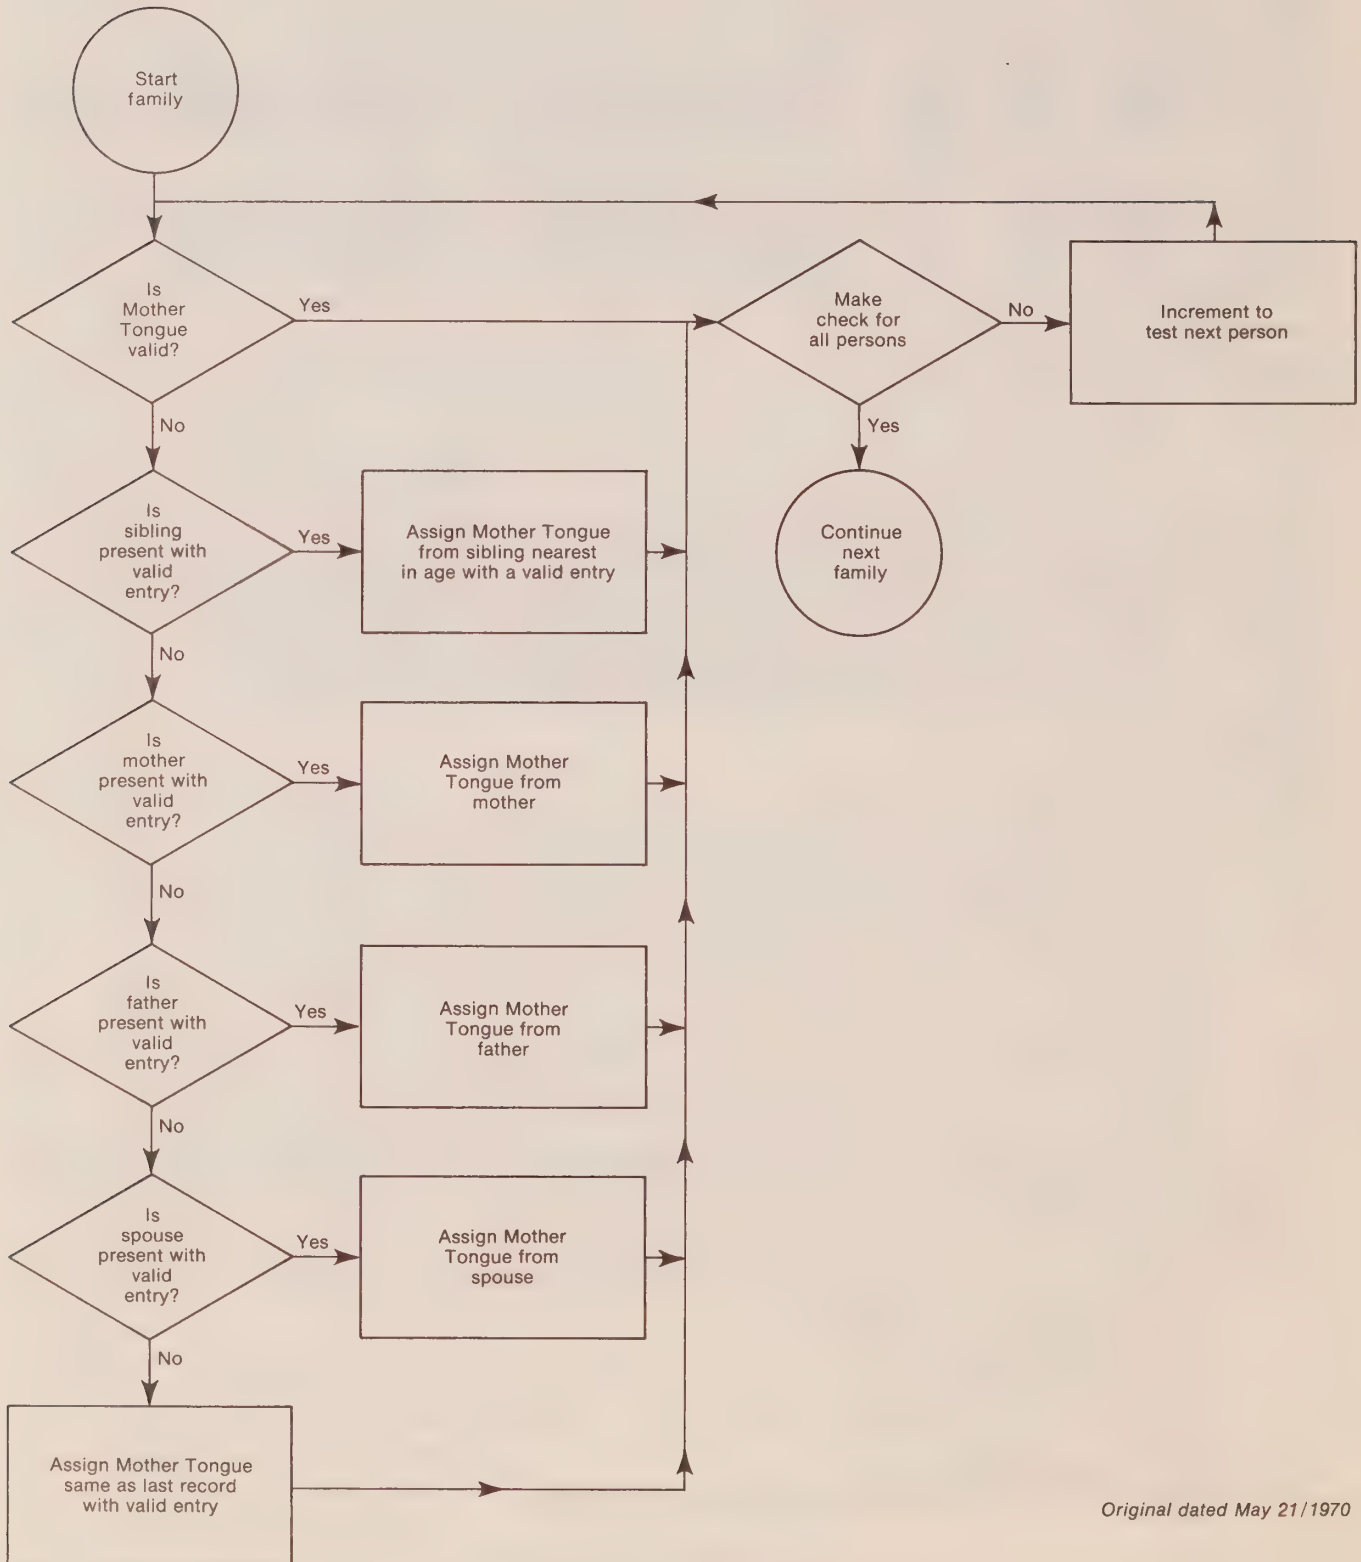 Start
family
Is
Mother
Tongue
valid?
Yes
Make
check for
all persons
No
Increment to
test next person
No
Yes
Is
sibling
present with
valid
entry?
Yes
Assign Mother Tongue
from sibling nearest
in age with a valid entry
Continue
next
family
No
Is
mother
present with
valid
entry?
Yes
Assign Mother
Tongue from
mother
No
Is
father
present with
valid
entry?
Yes
Assign Mother
Tongue from
father
No
Is
spouse
present with
valid
entry?
Yes
Assign Mother
Tongue from
spouse
No
Assign Mother Tongue
same as last record
with valid entry
Original dated May 21/1970